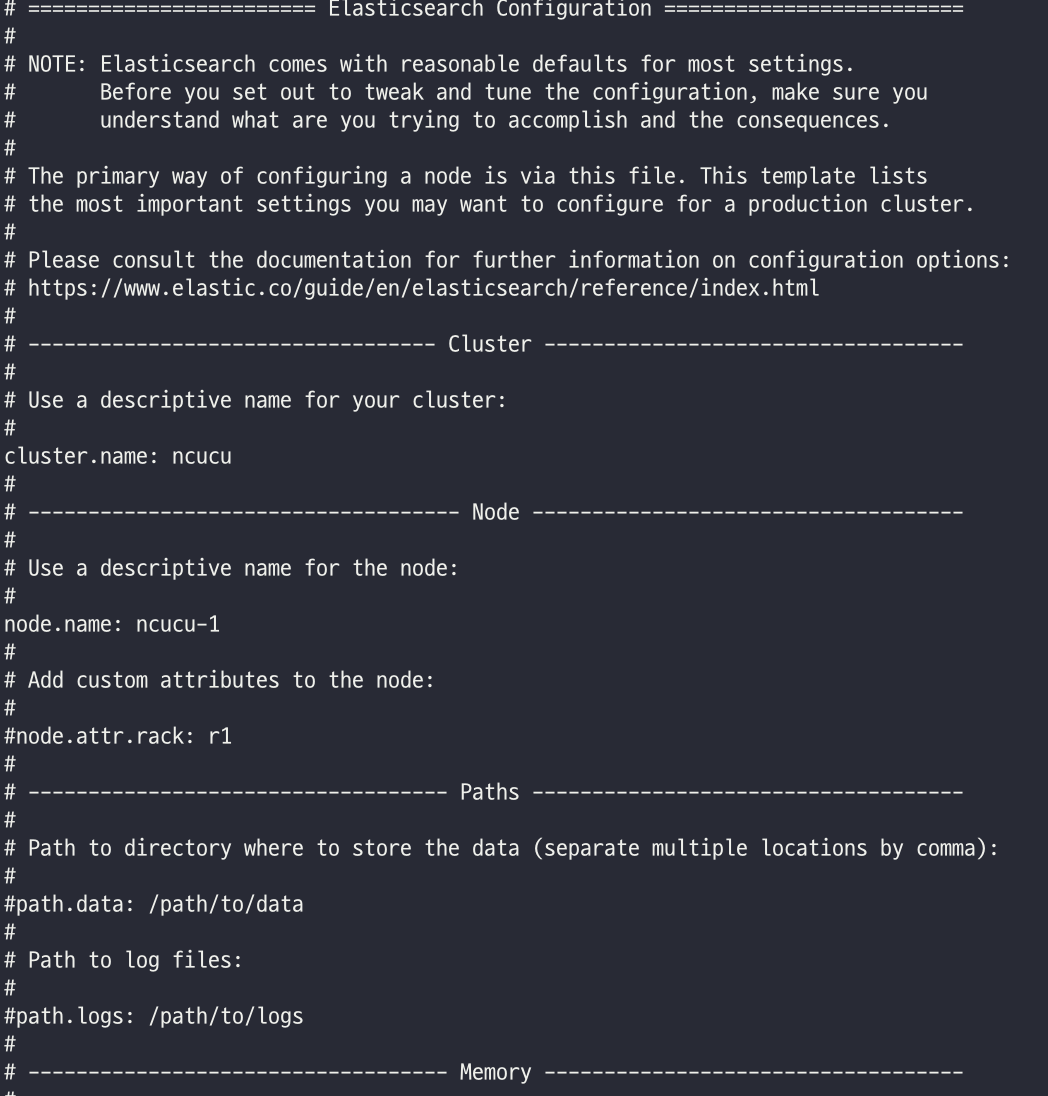 # ======================== Elasticsearch Configuration =========================
#
# NOTE: Elasticsearch comes with reasonable defaults for most settings.
#       Before you set out to tweak and tune the configuration, make sure you
#       understand what are you trying to accomplish and the consequences.
#
# The primary way of configuring a node is via this file. This template lists
# the most important settings you may want to configure for a production cluster.
#
# Please consult the documentation for further information on configuration options:
# https://www.elastic.co/guide/en/elasticsearch/reference/index.html
#
# ---------------------------------- Cluster -----------------------------------
#
# Use a descriptive name for your cluster:
#
cluster.name: ncucu
#
# ------------------------------------ Node ------------------------------------
#
# Use a descriptive name for the node:
#
node.name: ncucu-1
#
# Add custom attributes to the node:
#
#node.attr.rack: r1
#
# ----------------------------------- Paths ------------------------------------
#
# Path to directory where to store the data (separate multiple locations by comma):
#
#path.data: /path/to/data
#
# Path to log files:
#
#path.logs: /path/to/logs
#
# ----------------------------------- Memory -----------------------------------
#